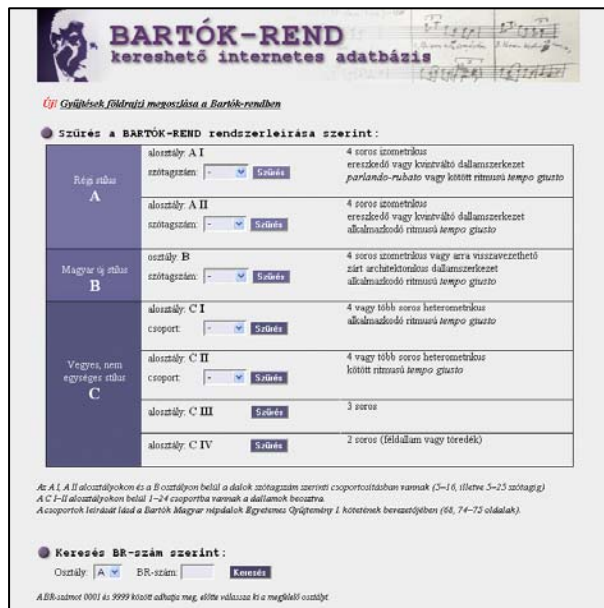 BARTÓK-REND
kereshető internetes adatbázis
Új! Gyűjtések földrajzi megoszlása a Bartók-rendben
Szűrés a BARTÓK-REND rendszerleírása szerint:
Régi stílus
A
alosztály: A I
szótagszám: - Szűrés
4 soros izometrikus
ereszkedő vagy kvintváltó dallamszerkezet
parlando-rubato vagy kötött ritmusú tempo giusto
alosztály: A II
szótagszám: - Szűrés
4 soros izometrikus
ereszkedő vagy kvintváltó dallamszerkezet
alkalmazkodó ritmusú tempo giusto
Magyar új stílus
B
osztály: B
szótagszám: - Szűrés
4 soros izometrikus vagy arra visszavezethető
zárt architektonikus dallamszerkezet
alkalmazkodó ritmusú tempo giusto
Vegyes, nem
egységes stílus
C
alosztály: C I
csoport: - Szűrés
4 vagy több soros heterometrikus
alkalmazkodó ritmusú tempo giusto
alosztály: C II
csoport: - Szűrés
4 vagy több soros heterometrikus
kötött ritmusú tempo giusto
alosztály: C III Szűrés
3 soros
alosztály: C IV Szűrés
2 soros (féldallam vagy töredék)
Az A I, A II alosztályokon és a B osztályon belül a dalok szótagszám szerinti csoportosításban vannak (5-16, illetve 5-25 szótagig)
A C I-II alosztályokon belül 1-24 csoportba vannak a dallamok beosztva.
A csoportok leírását lásd a Bartók Magyar népdalok Egyetemes Gyűjtemény I. kötetének bevezetőjében (68, 74-75 oldalak).
Keresés BR-szám szerint:
Osztály: A BR-szám: Keresés
A BR-számot 0001 és 9999 között adhatja meg, előtte válassza ki a megfelelő osztályt.